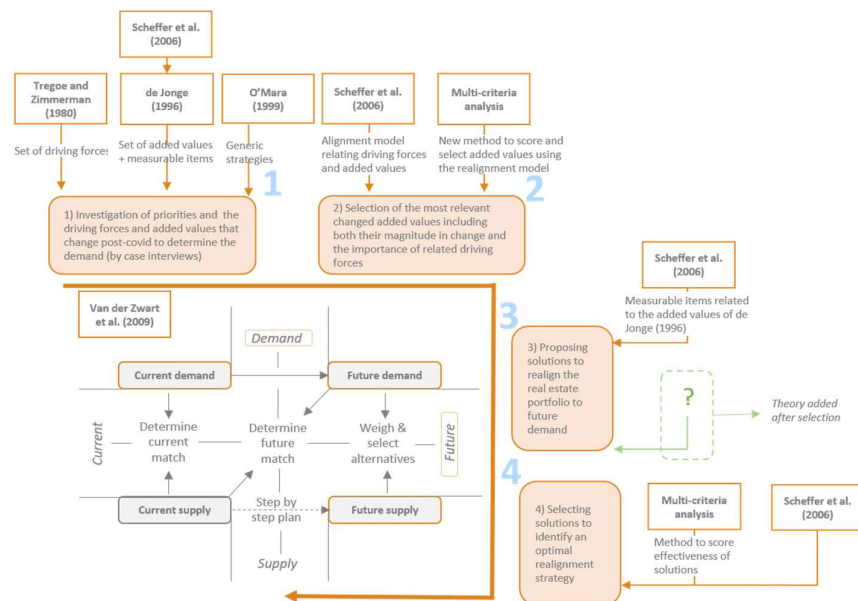 Scheffer et al.
(2006)
Tregoe and
Zimmerman
(1980)
de Jonge
(1996)
O'Mara
(1999)
Scheffer et al.
(2006)
Multi-criteria
analysis
Set of driving forces
Set of added values
+ measurable items
Generic
strategies
Alignment model
relating driving forces
and added values
New method to score and
select added values using
the realignment model
1
2
1) Investigation of priorities and the
driving forces and added values that
change post-covid to determine the
demand (by case interviews)
2) Selection of the most relevant
changed added values including
both their magnitude in change and
the importance of related driving
forces
Van der Zwart
et al. (2009)
Demand
Current demand
Future demand
Current
Determine
current
match
Determine
future
match
Weigh &
select
alternatives
Future
Current supply
Step by
step plan
Future supply
Supply
3
Scheffer et al.
(2006)
Measurable items related
to the added values of de
Jonge (1996)
3) Proposing
solutions to
realign the
real estate
portfolio to
future
demand
?
Theory added
after selection
4
4) Selecting
solutions to
identify an
optimal
realignment
strategy
Multi-criteria
analysis
Scheffer et al.
(2006)
Method to score
effectiveness of
solutions